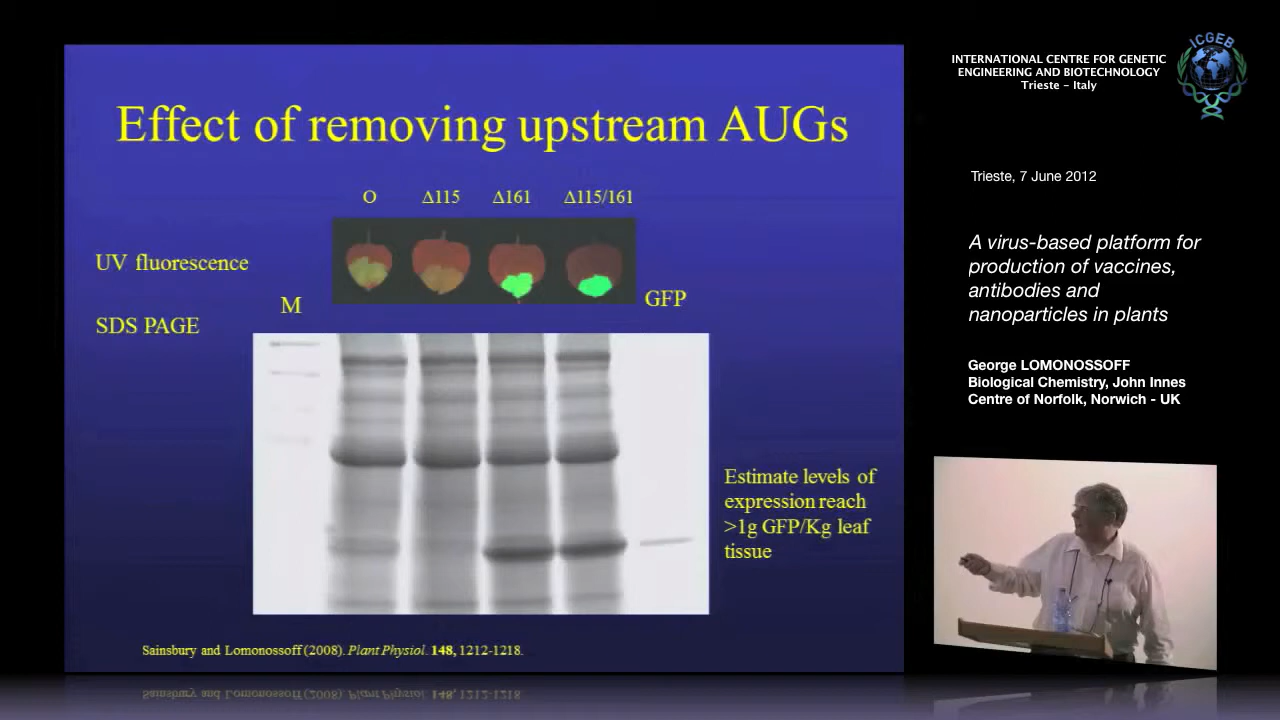 Effect of removing upstream AUGs
O Δ115 Δ161 Δ115/161
UV fluorescence
M
GFP
SDS PAGE
Estimate levels of
expression reach
>1g GFP/Kg leaf
tissue
Sainsbury and Lomonossoff (2008). Plant Physiol. 148, 1212-1218.
INTERNATIONAL CENTRE FOR GENETIC
ENGINEERING AND BIOTECHNOLOGY
Trieste - Italy
ICGEB
Trieste, 7 June 2012
A virus-based platform for
production of vaccines,
antibodies and
nanoparticles in plants
George LOMONOSSOFF
Biological Chemistry, John Innes
Centre of Norfolk, Norwich - UK